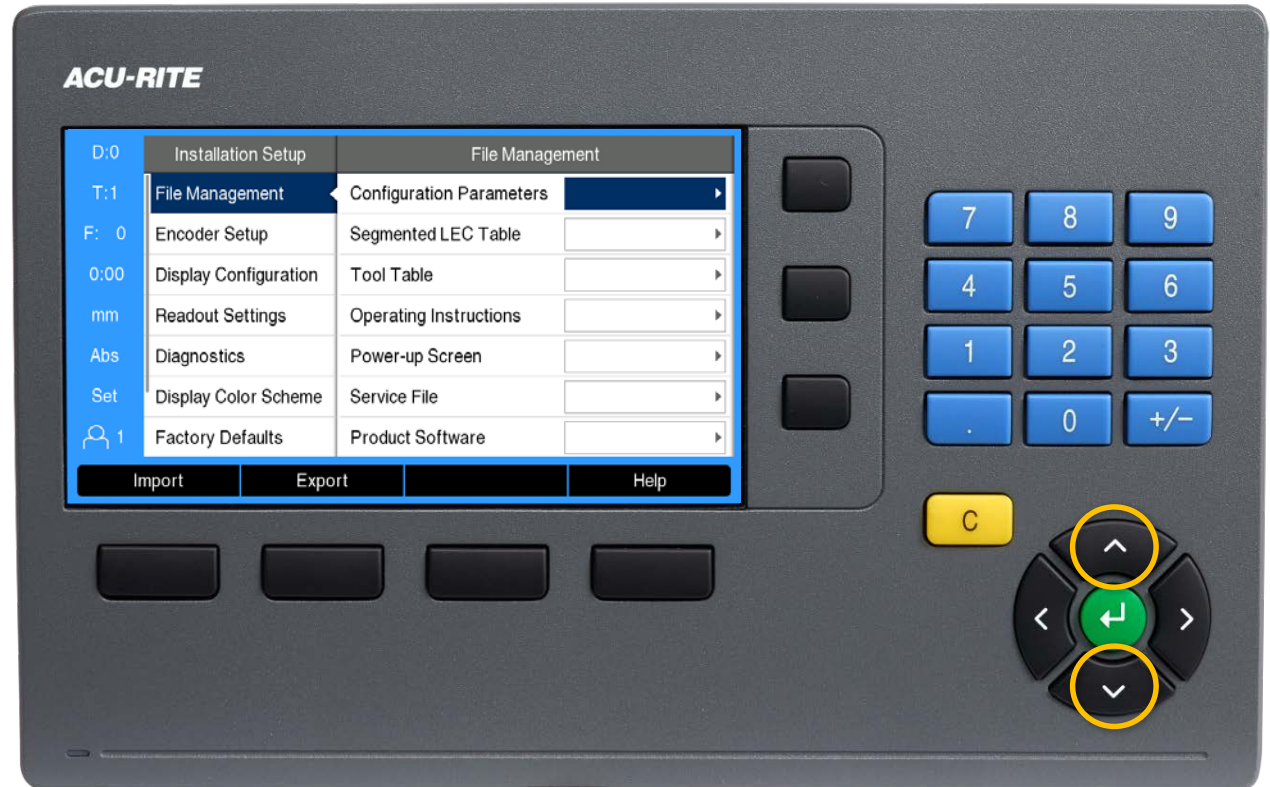 ACU-RITE
D:0 Installation Setup File Management
T:1 File Management Configuration Parameters
F: 0 Encoder Setup Segmented LEC Table
0:00 Display Configuration Tool Table
mm Readout Settings Operating Instructions
Abs Diagnostics Power-up Screen
Set Display Color Scheme Service File
1 Factory Defaults Product Software
Import Export Help
7 8 9
4 5 6
1 2 3
. 0 +/-
C